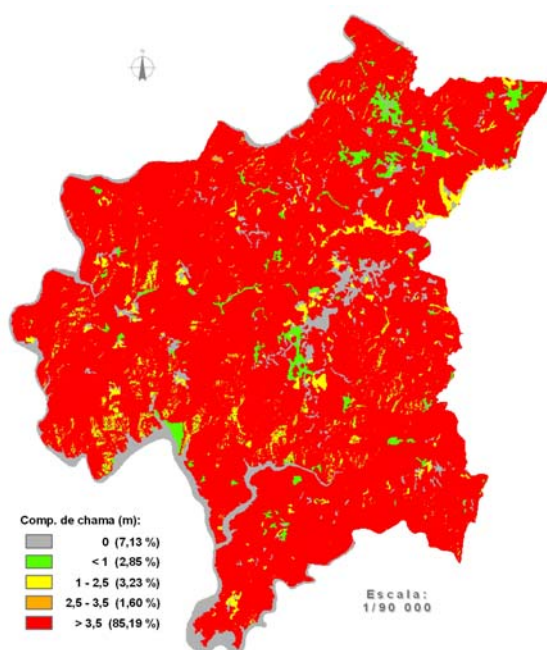 Comp. de chama (m):
0 (7,13 %)
< 1 (2,85 %)
1 - 2,5 (3,23 %)
2,5 - 3,5 (1,60 %)
> 3,5 (85,19 %)
Escala:
1/90 000